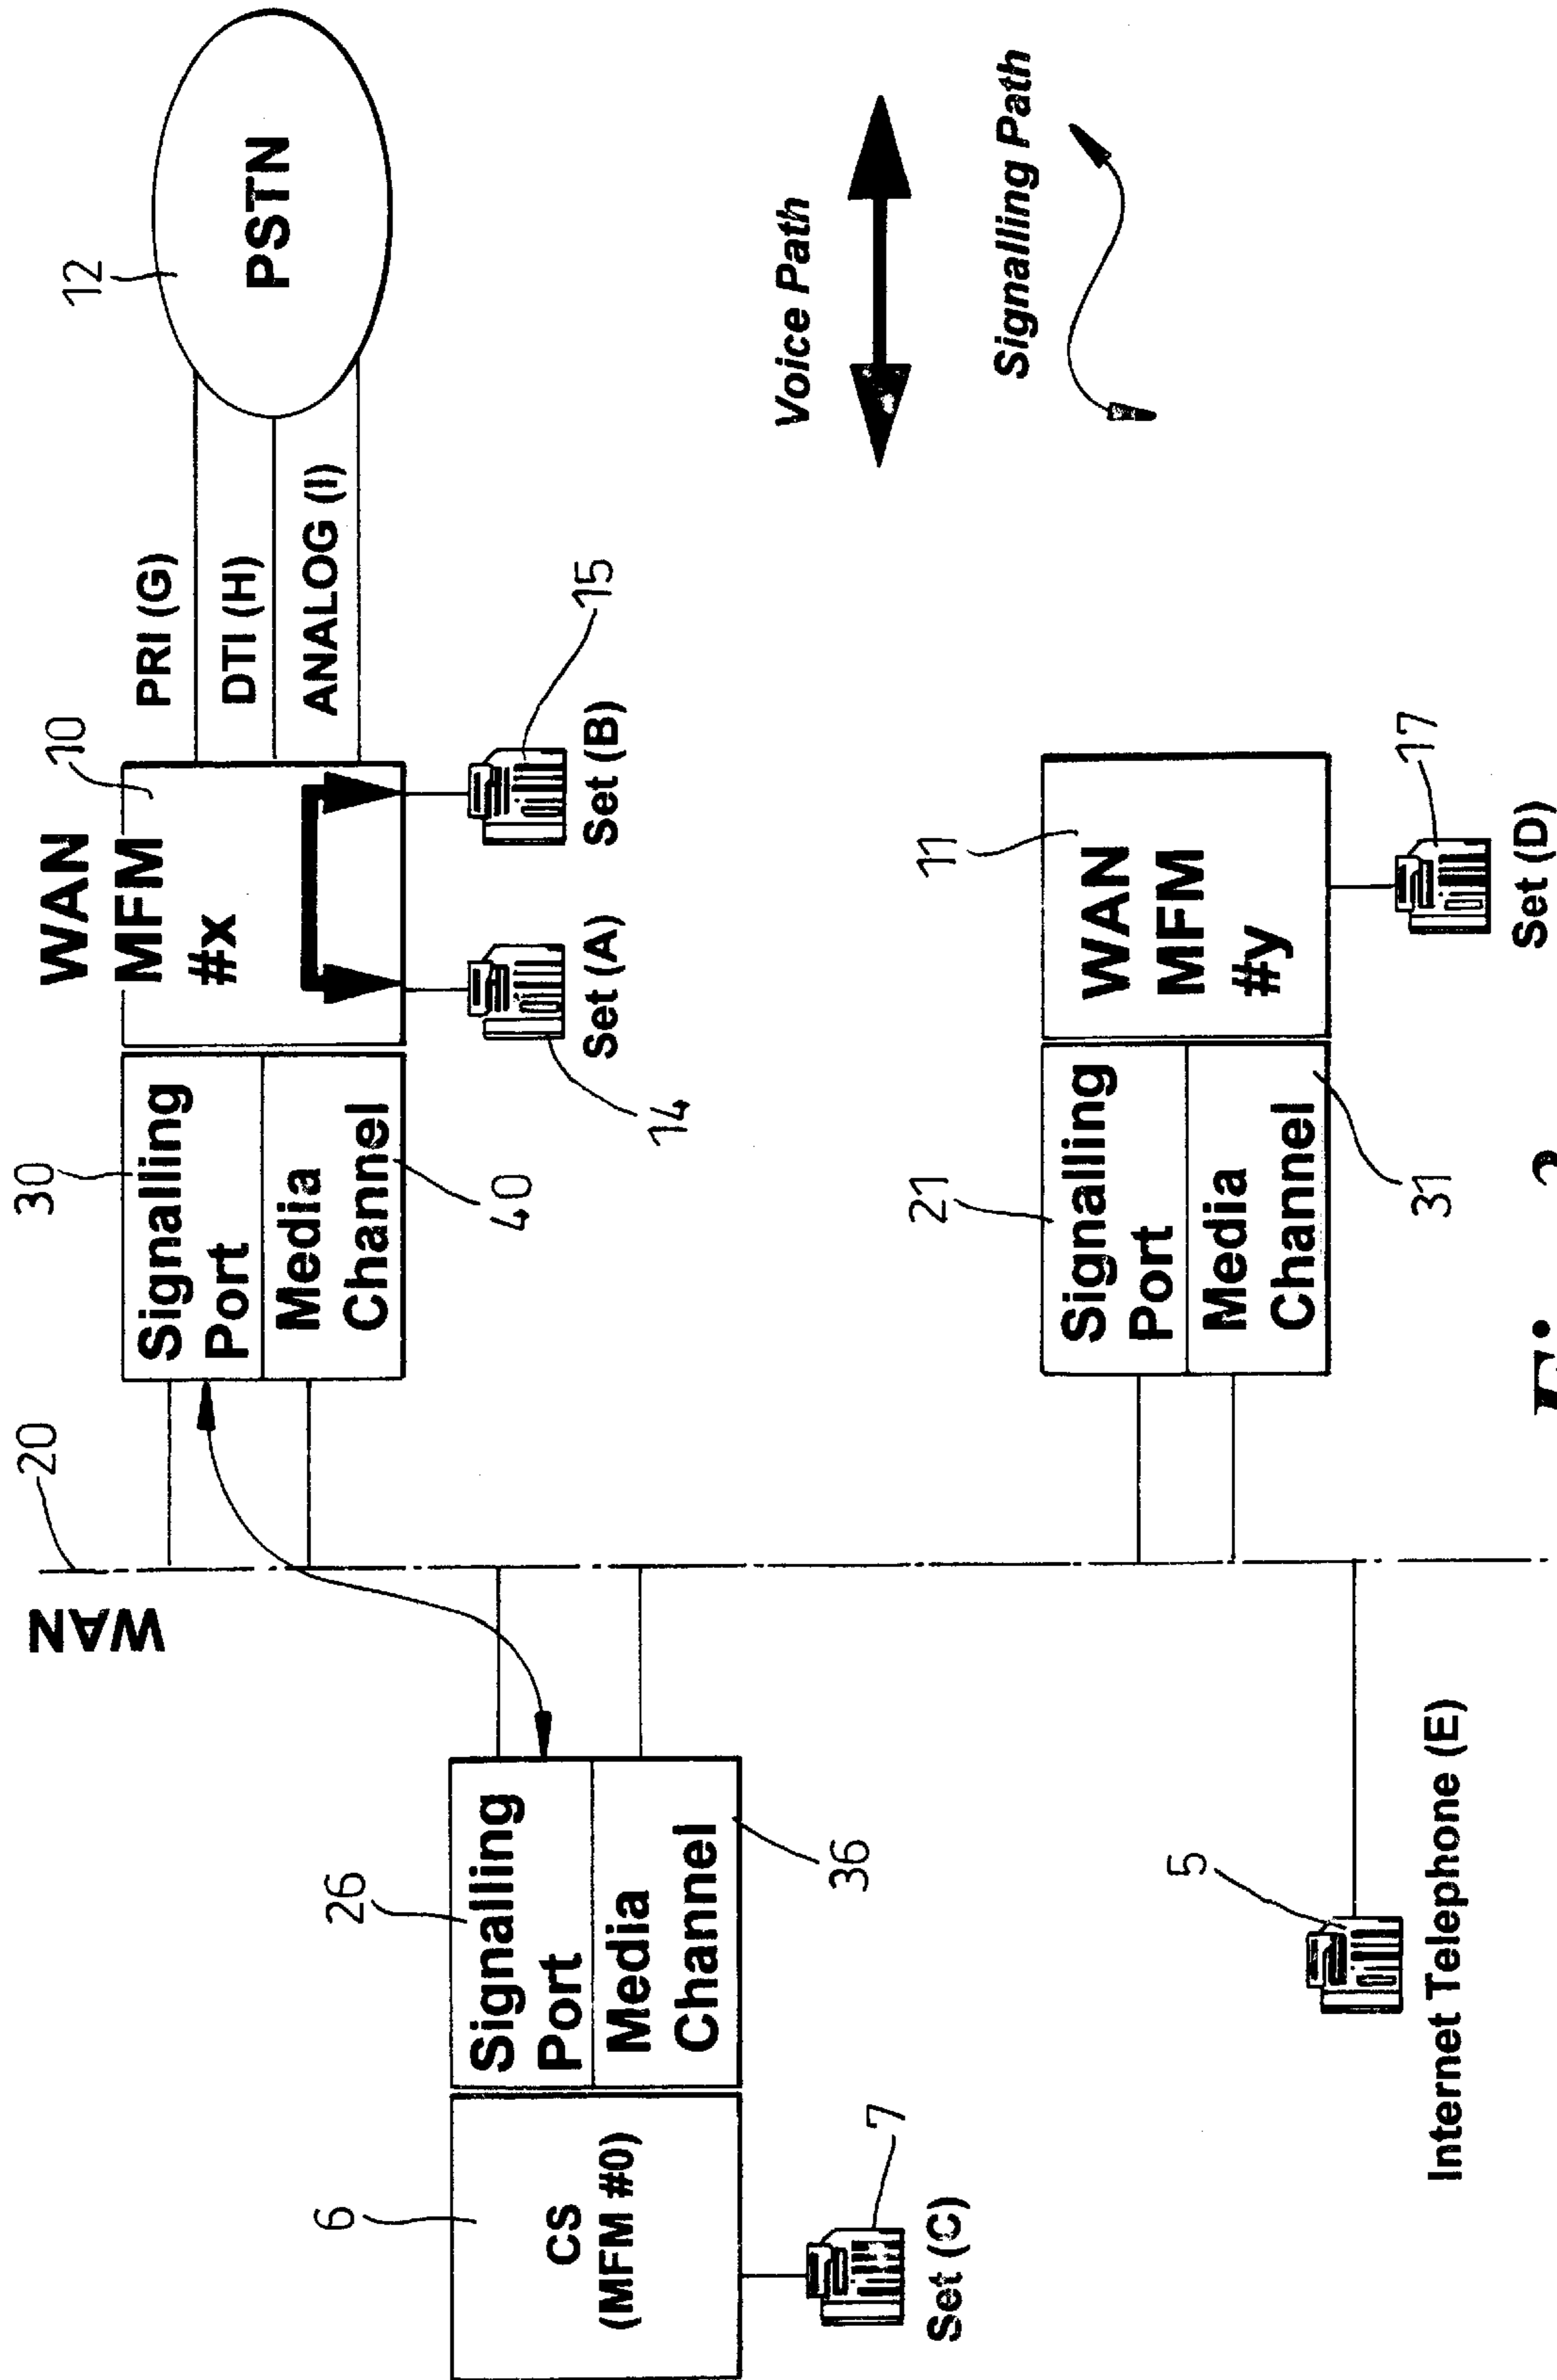 WAN
20
30
Signalling
Port
Media
Channel
40
WAN
MFM
#x
10
PRI (G)
DTI (H)
ANALOG (I)
12
PSTN
14
Set (A)
15
Set (B)
6
CS
(MFM #0)
26
Signalling
Port
Media
Channel
36
7
Set (C)
Voice Path
Signalling Path
21
Signalling
Port
Media
Channel
31
11
WAN
MFM
#y
17
Set (D)
5
Internet Telephone (E)